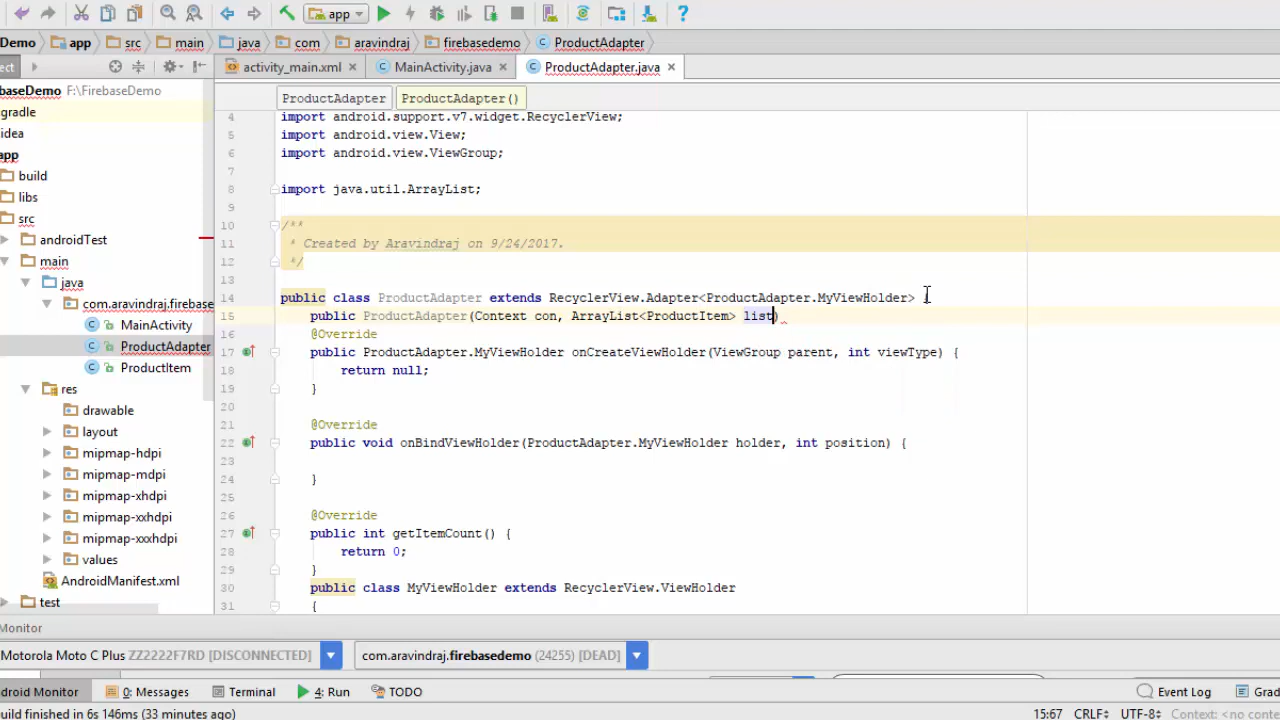 app
Demo app src main java com aravindraj firebasedemo ProductAdapter
ect activity_main.xml MainActivity.java ProductAdapter.java
baseDemo F:\FirebaseDemo
gradle
idea
app
build
libs
src
androidTest
main
java
com.aravindraj.firebase
MainActivity
ProductAdapter
ProductItem
res
drawable
layout
mipmap-hdpi
mipmap-mdpi
mipmap-xhdpi
mipmap-xxhdpi
mipmap-xxxhdpi
values
AndroidManifest.xml
test
ProductAdapter ProductAdapter()
4 import android.support.v7.widget.RecyclerView;
5 import android.view.View;
6 import android.view.ViewGroup;
7
8 import java.util.ArrayList;
9
10 /**
11 * Created by Aravindraj on 9/24/2017.
12 */
13
14 public class ProductAdapter extends RecyclerView.Adapter<ProductAdapter.MyViewHolder>
15 public ProductAdapter(Context con, ArrayList<ProductItem> list)
16 @Override
17 public ProductAdapter.MyViewHolder onCreateViewHolder(ViewGroup parent, int viewType) {
18 return null;
19 }
20
21 @Override
22 public void onBindViewHolder(ProductAdapter.MyViewHolder holder, int position) {
23
24 }
25
26 @Override
27 public int getItemCount() {
28 return 0;
29 }
30 public class MyViewHolder extends RecyclerView.ViewHolder
31 {
Monitor
Motorola Moto C Plus ZZ2222F7RD [DISCONNECTED] com.aravindraj.firebasedemo (24255) [DEAD]
ndroid Monitor 0: Messages Terminal 4: Run TODO Event Log Grad
uild finished in 6s 146ms (33 minutes ago) 15:67 CRLF UTF-8 Context: <no conte